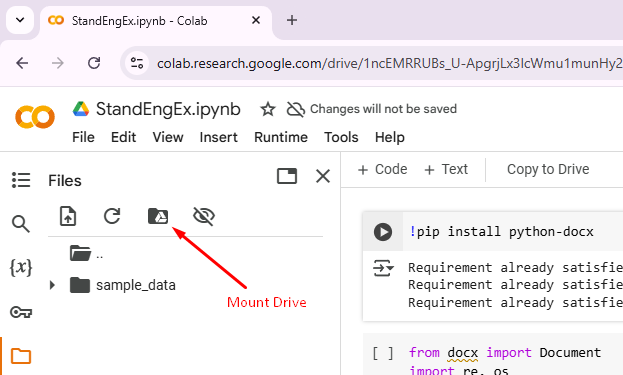 StandEngEx.ipynb - Colab
colab.research.google.com/drive/1ncEMRRUBs_U-ApgrjLx3IcWmu1munHy2
StandEngEx.ipynb
Changes will not be saved
File Edit View Insert Runtime Tools Help
Files
+ Code + Text Copy to Drive
..
sample_data
{x}
Mount Drive
!pip install python-docx
Requirement already satisfie
Requirement already satisfie
Requirement already satisfie
[ ] from docx import Document
import re, os